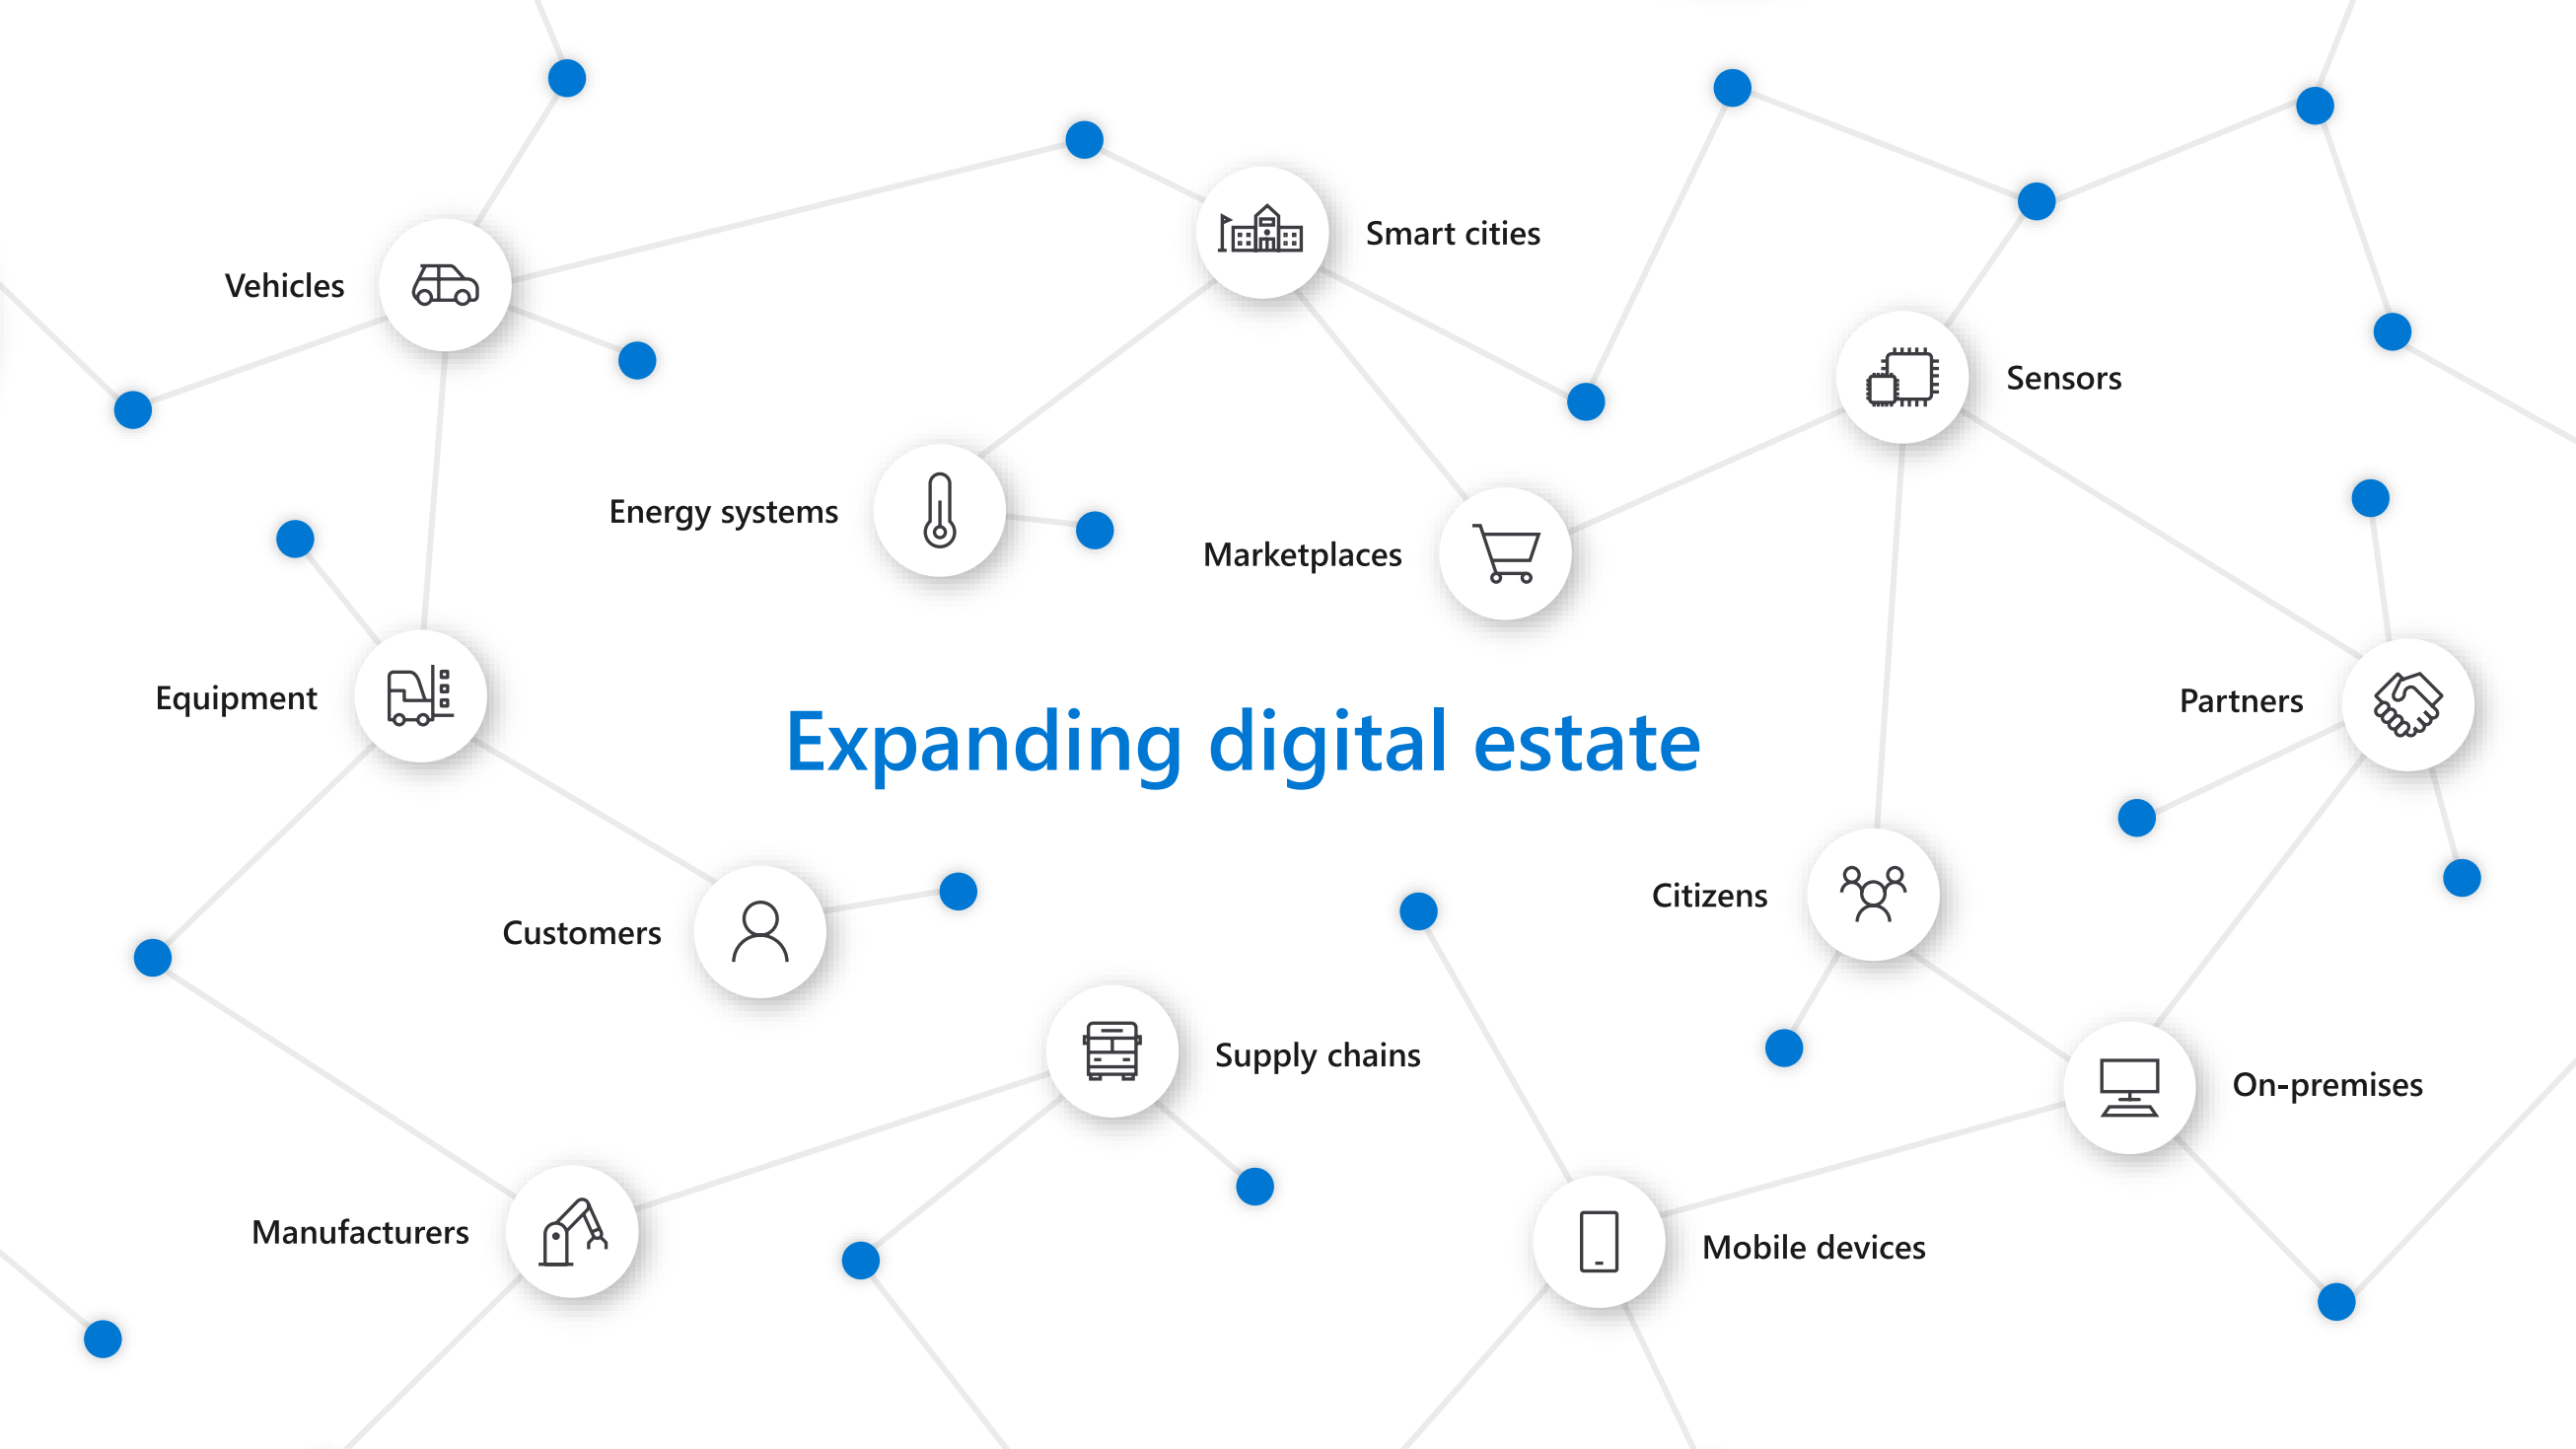 Smart cities
Vehicles
Sensors
Energy systems
Marketplaces
Equipment
Partners
Expanding digital estate
Citizens
Customers
Supply chains
On-premises
Manufacturers
Mobile devices